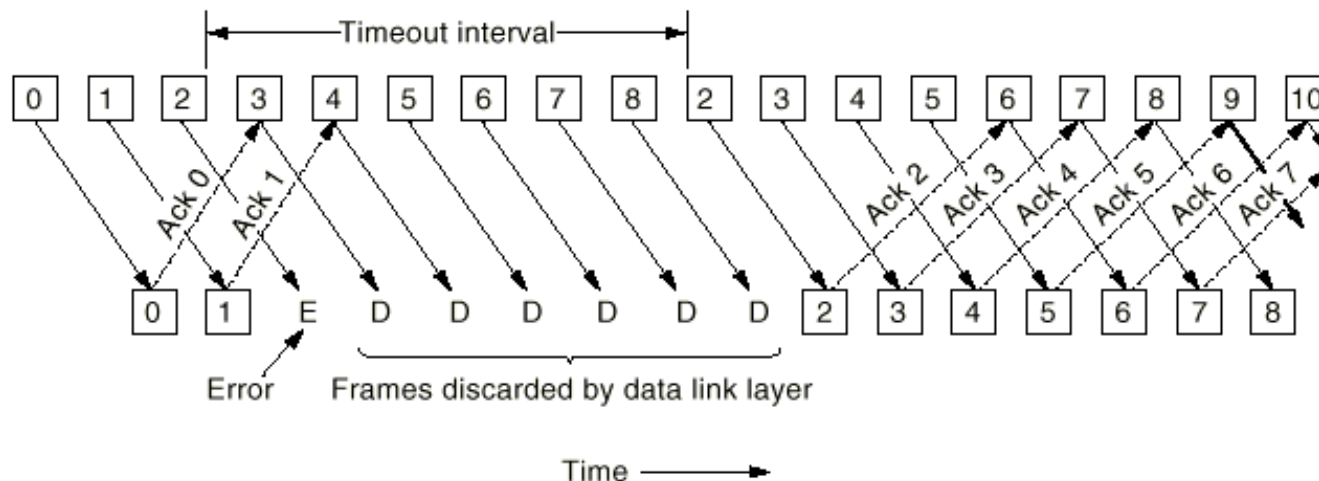 Timeout interval
0 1 2 3 4 5 6 7 8 2 3 4 5 6 7 8 9 10
Ack 0 Ack 1 Ack 2 Ack 3 Ack 4 Ack 5 Ack 6 Ack 7
0 1 E D D D D D D 2 3 4 5 6 7 8
Error Frames discarded by data link layer
Time